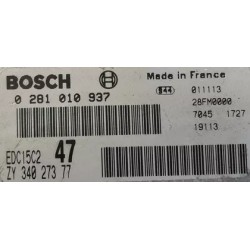 BOSCH
Made in France
0 281 010 937
011113
28FM0000
7045 1727
19113
EDC15C2 47
ZY 340 273 77